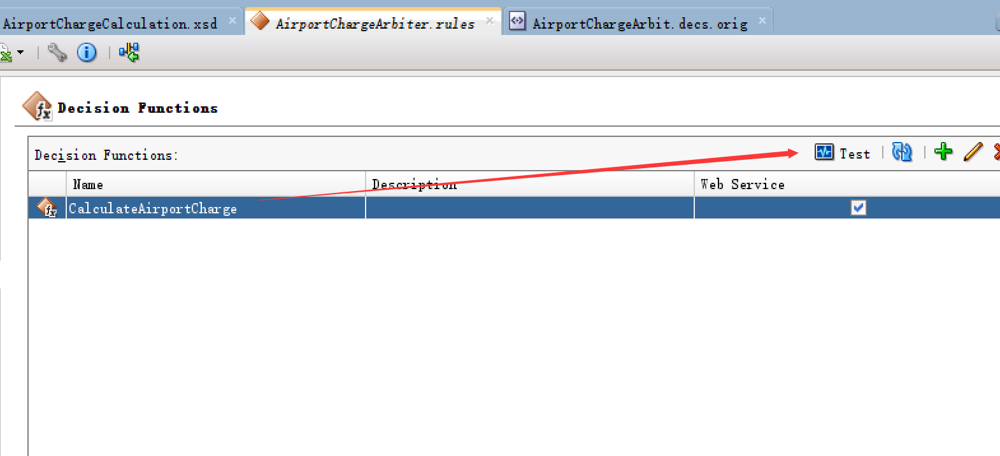 AirportChargeCalculation.xsd
AirportChargeArbiter.rules
AirportChargeArbit.decs.orig
Decision Functions
Decision Functions:
Test
Name
Description
Web Service
CalculateAirportCharge